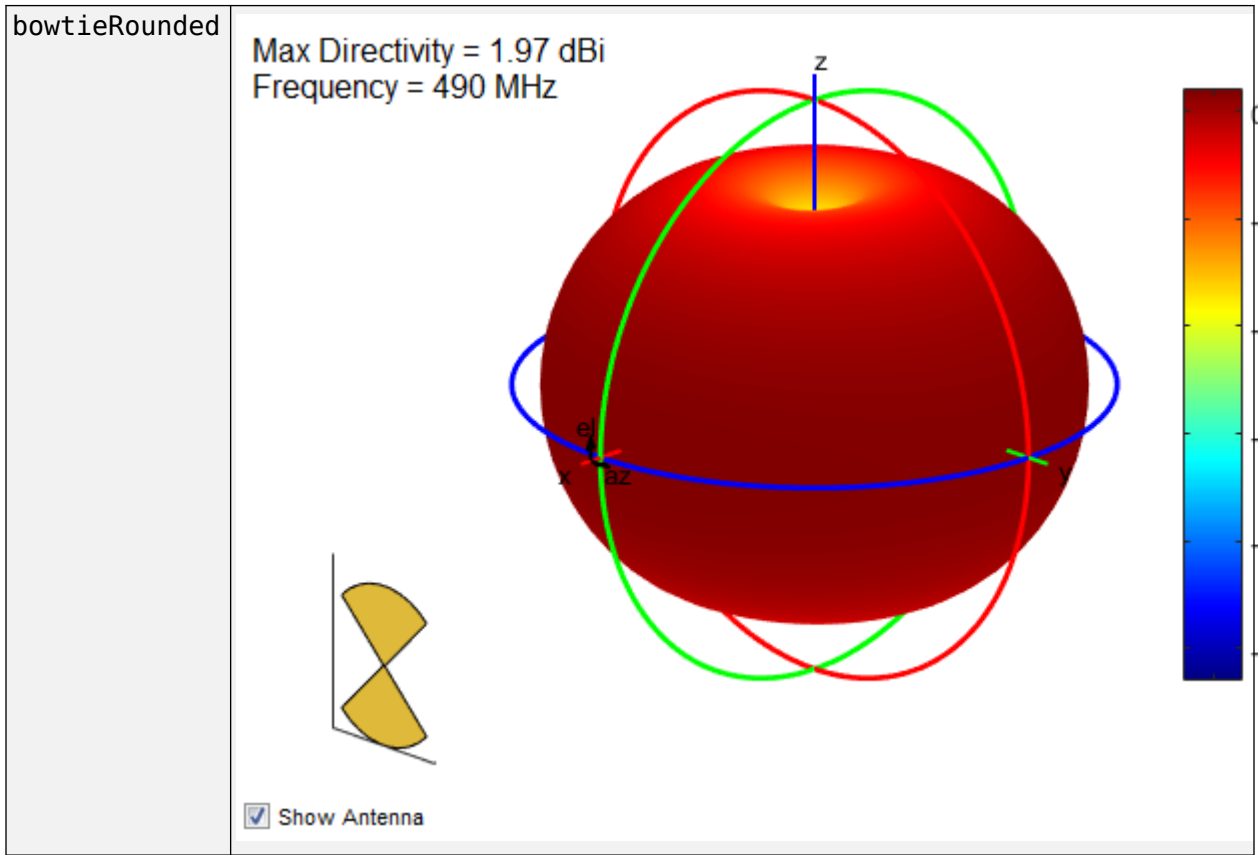 bowtieRounded
Max Directivity = 1.97 dBi
Frequency = 490 MHz
z
el
x
az
y
Show Antenna